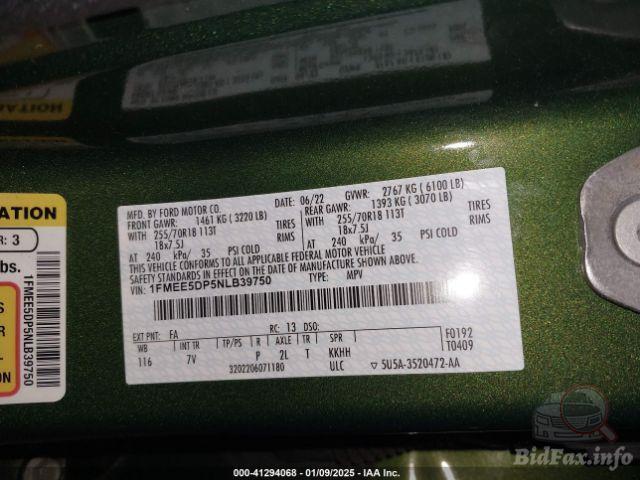 MFD. BY FORD MOTOR CO.
DATE: 06/22 GVWR: 2767 KG ( 6100 LB)
FRONT GAWR: 1461 KG ( 3220 LB) REAR GAWR: 1393 KG ( 3070 LB)
WITH 255/70R18 113T TIRES WITH 255/70R18 113T TIRES
18x7.5J RIMS 18x7.5J RIMS
AT 240 kPa/ 35 PSI COLD AT 240 kPa/ 35 PSI COLD
THIS VEHICLE CONFORMS TO ALL APPLICABLE FEDERAL MOTOR VEHICLE
SAFETY STANDARDS IN EFFECT ON THE DATE OF MANUFACTURE SHOWN ABOVE.
VIN: 1FMEE5DP5NLB39750 TYPE: MPV
EXT PNT: FA RC: 13 DSO:
WB INT TR TP/PS R AXLE TR SPR
116 7V P 2L T KKHH
3202206071180 ULC
F0192
T0409
5U5A-3520472-AA
R: 3
lbs.
1FMEE5DP5NLB39750
ION
BidFax.info
000-41294068 - 01/09/2025 - IAA Inc.